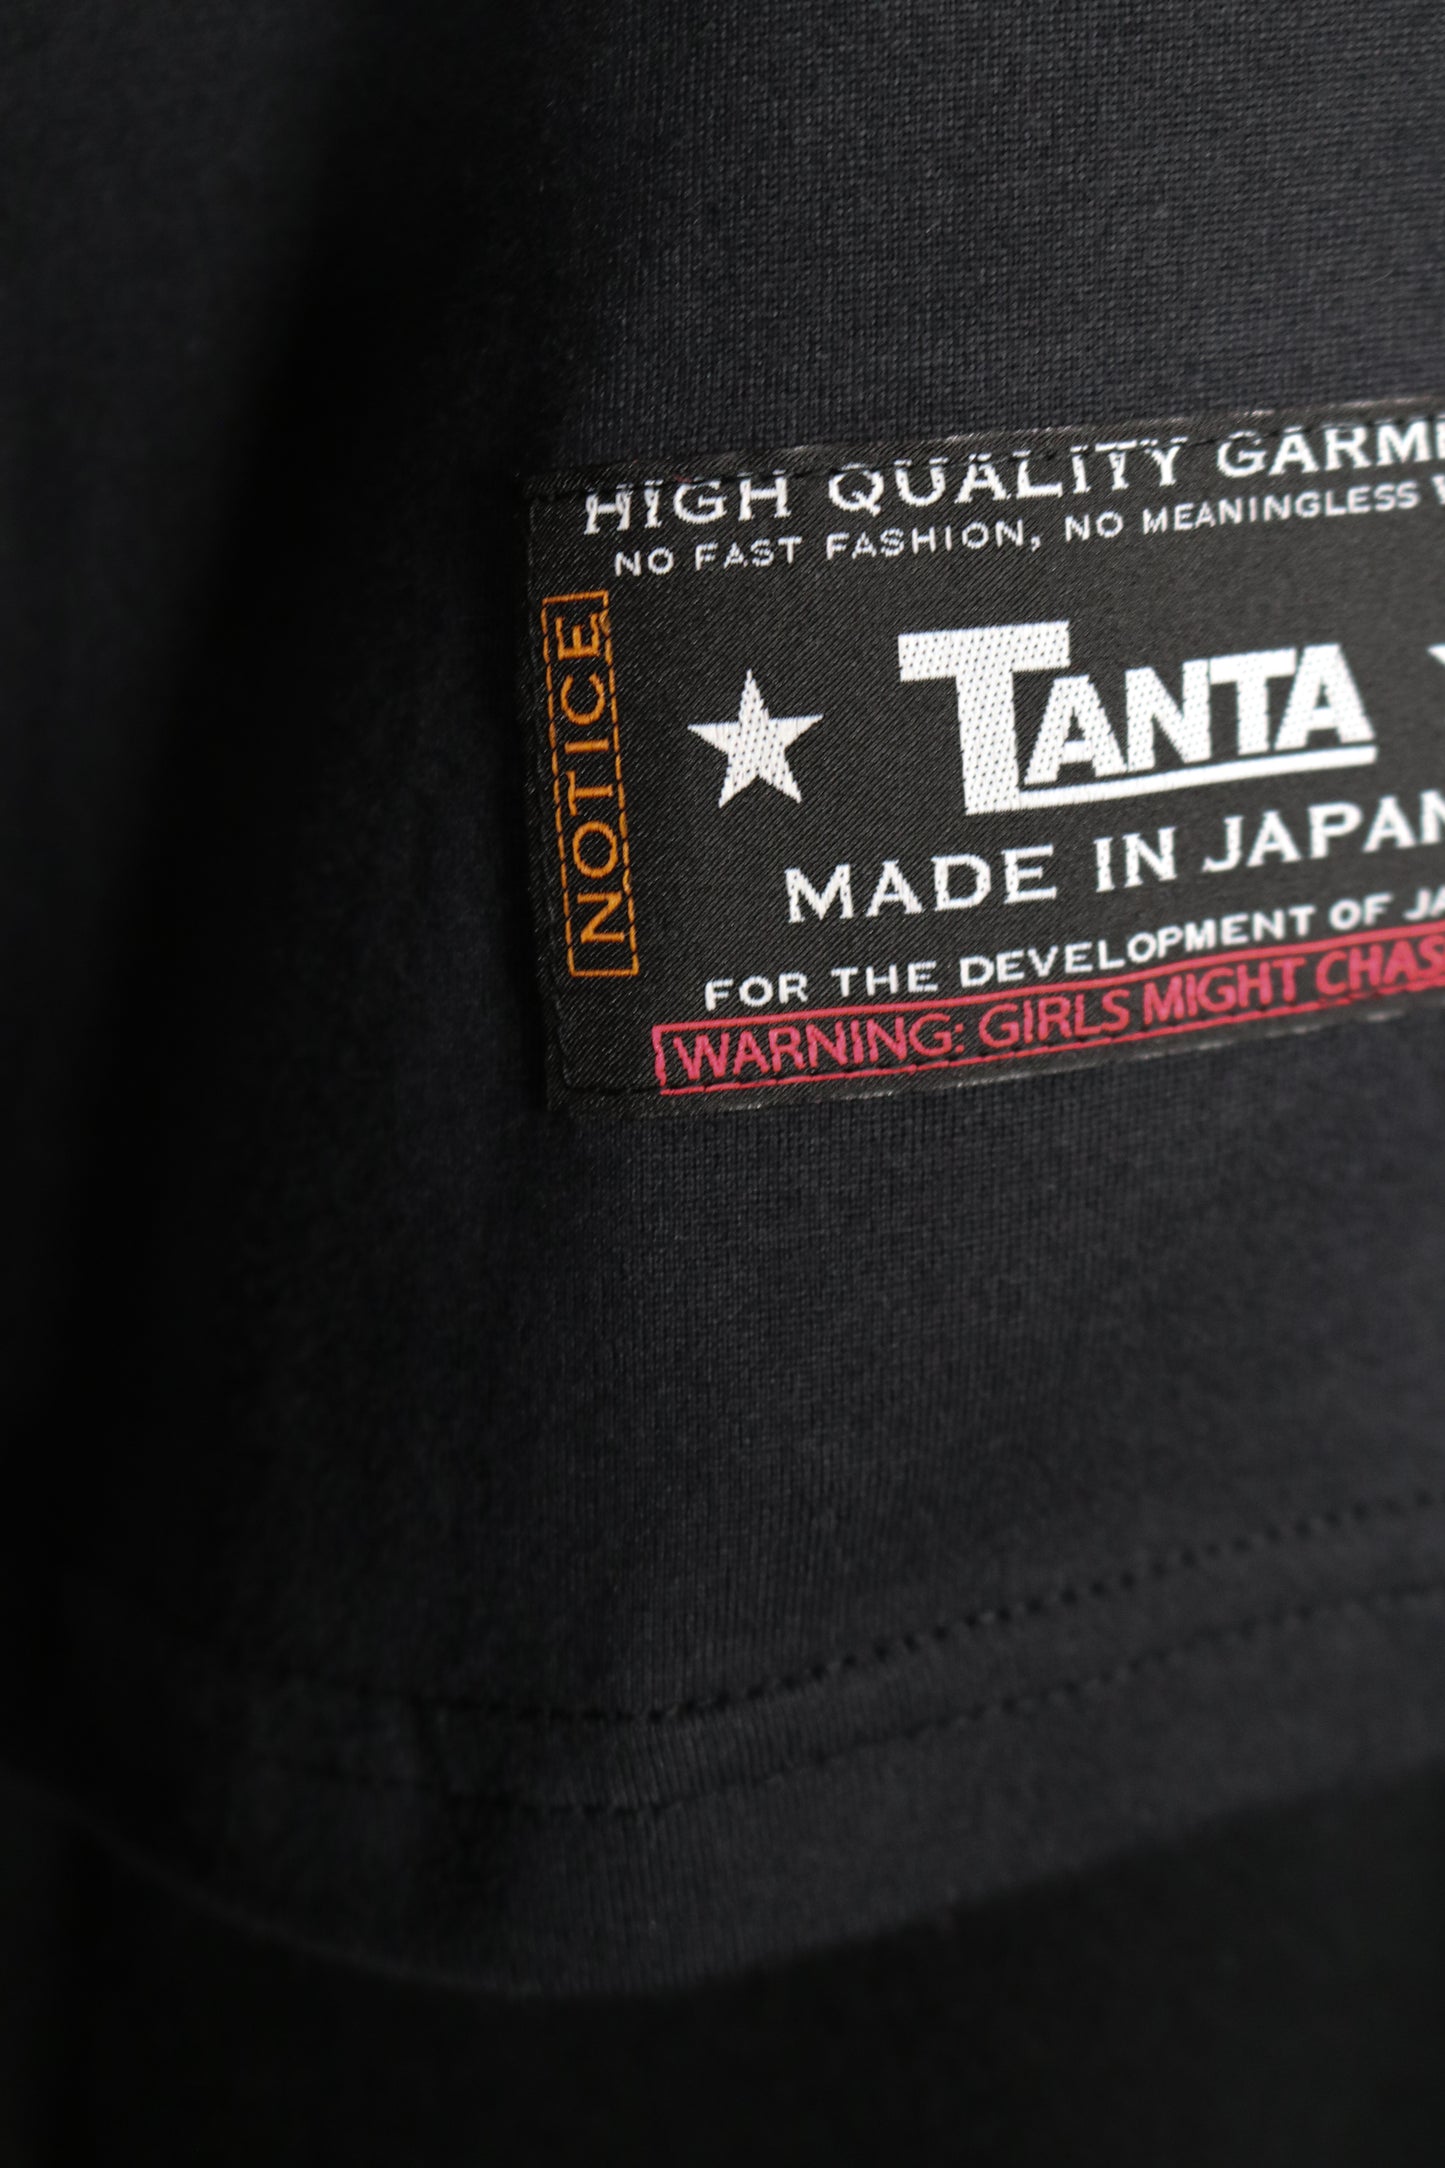 HIGH QUALITY GARME
NO FAST FASHION, NO MEANINGLESS
NOTICE
TANTA
MADE IN JAPAN
FOR THE DEVELOPMENT OF JA
WARNING: GIRLS MIGHT CHAS